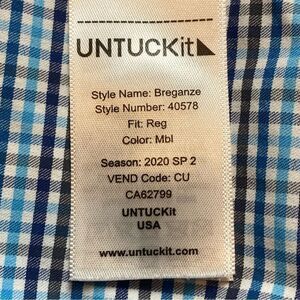 UNTUCKit
Style Name: Breganze
Style Number: 40578
Fit: Reg
Color: Mbl
Season: 2020 SP 2
VEND Code: CU
CA62799
UNTUCKit
USA
www.untuckit.com